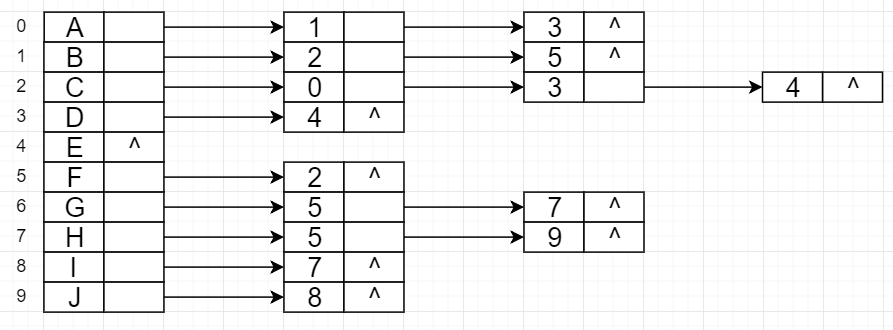 0 A 1 3 ^
1 B 2 5 ^
2 C 0 3 4 ^
3 D 4 ^
4 E ^
5 F 2 ^
6 G 5 7 ^
7 H 5 9 ^
8 I 7 ^
9 J 8 ^